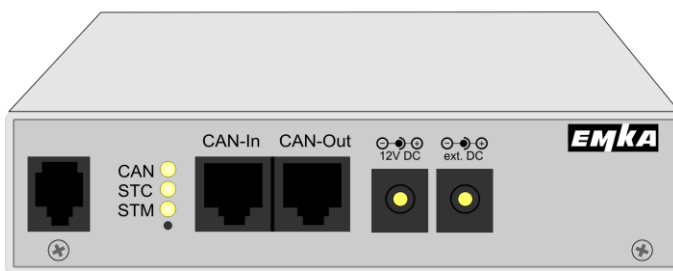 CAN-In CAN-Out
12V DC ext. DC
EMKA
CAN
STC
STM